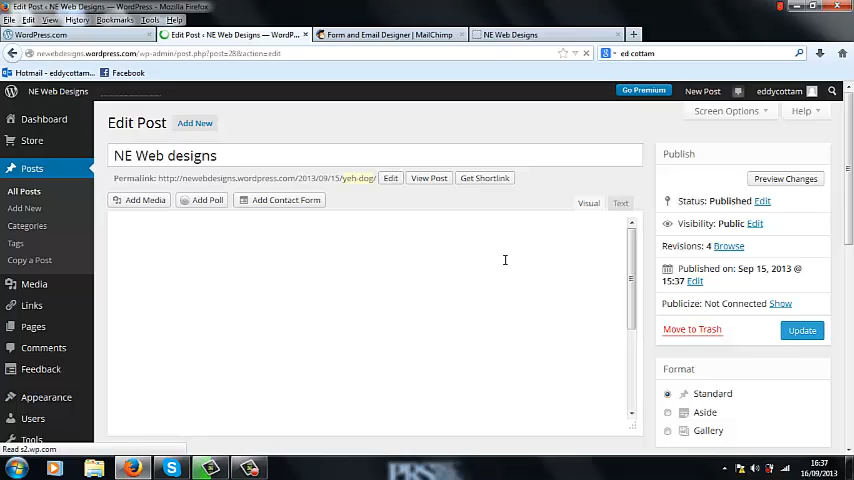 Edit Post ‹ NE Web Designs — WordPress - Mozilla Firefox
File Edit View History Bookmarks Tools Help
WordPress.com
Edit Post ‹ NE Web Designs — WordP...
Form and Email Designer | MailChimp
NE Web Designs
newebdesigns.wordpress.com/wp-admin/post.php?post=28&action=edit
ed cottam
Hotmail - eddycottam
Facebook
NE Web Designs
Go Premium
New Post
eddycottam
Screen Options
Help
Dashboard
Store
Posts
All Posts
Add New
Categories
Tags
Copy a Post
Media
Links
Pages
Comments
Feedback
Appearance
Users
Tools
Read s2.wp.com
Edit Post
Add New
NE Web designs
Permalink: http://newebdesigns.wordpress.com/2013/09/15/yeh-dog/
Edit
View Post
Get Shortlink
Add Media
Add Poll
Add Contact Form
Visual
Text
Publish
Preview Changes
Status: Published Edit
Visibility: Public Edit
Revisions: 4 Browse
Published on: Sep 15, 2013 @
15:37 Edit
Publicize: Not Connected Show
Move to Trash
Update
Format
Standard
Aside
Gallery
16:37
16/09/2013